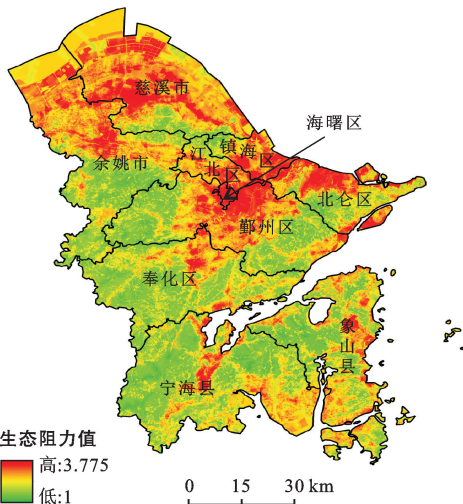 慈溪市
海曙区
镇海区
江北区
余姚市
北仑区
鄞州区
奉化区
象山县
宁海县
生态阻力值
高:3.775
低:1
0 15 30 km